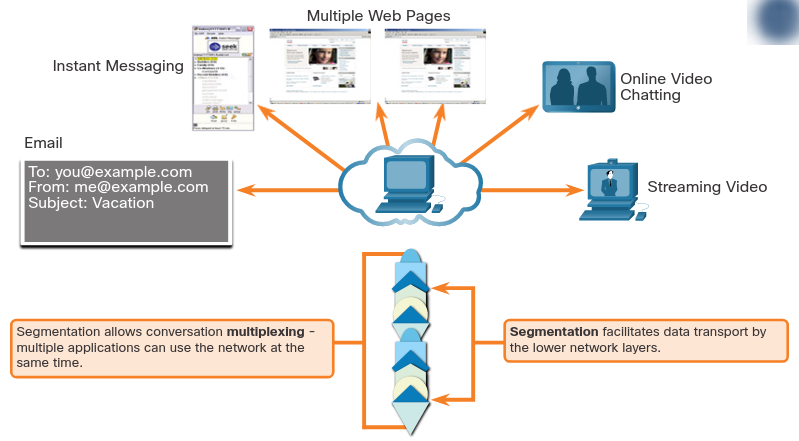 Multiple Web Pages
Instant Messaging
seek
Online Video
Chatting
Email
To: you@example.com
From: me@example.com
Subject: Vacation
Streaming Video
Segmentation allows conversation multiplexing -
multiple applications can use the network at the
same time.
Segmentation facilitates data transport by
the lower network layers.